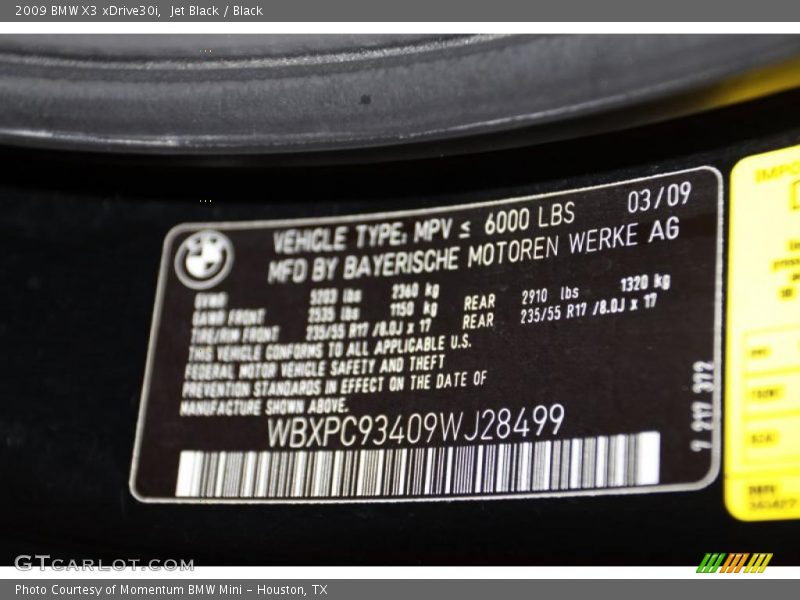 2009 BMW X3 xDrive30i, Jet Black / Black
03/09
VEHICLE TYPE: MPV ≤ 6000 LBS
MFD BY BAYERISCHE MOTOREN WERKE AG
GVWR 5203 lbs 2360 kg
GAWR FRONT 2535 lbs 1150 kg REAR 2910 lbs 1320 kg
TIRE/RIM FRONT 235/55 R17 /8.0J x 17 REAR 235/55 R17 /8.0J x 17
THIS VEHICLE CONFORMS TO ALL APPLICABLE U.S.
FEDERAL MOTOR VEHICLE SAFETY AND THEFT
PREVENTION STANDARDS IN EFFECT ON THE DATE OF
MANUFACTURE SHOWN ABOVE.
WBXPC93409WJ28499
7 217 372
GTCARLOT.COM
Photo Courtesy of Momentum BMW Mini - Houston, TX